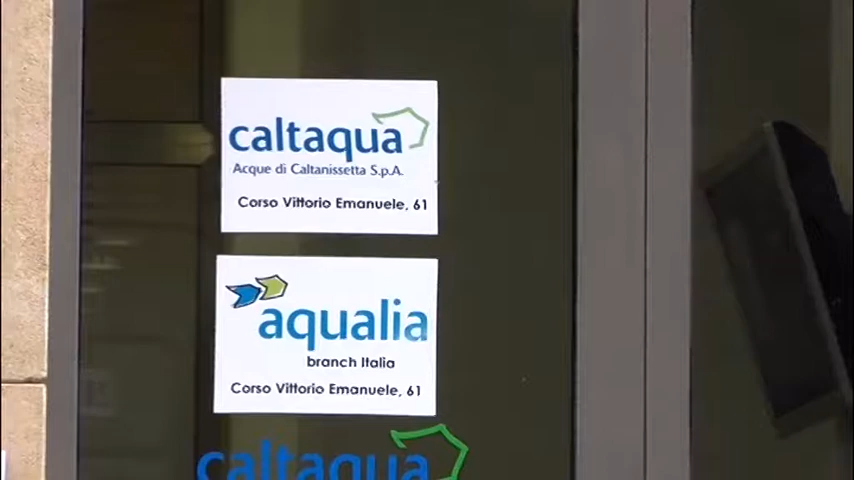 caltaqua
Acque di Caltanissetta S.p.A.
Corso Vittorio Emanuele, 61
aqualia
branch Italia
Corso Vittorio Emanuele, 61
caltaqua